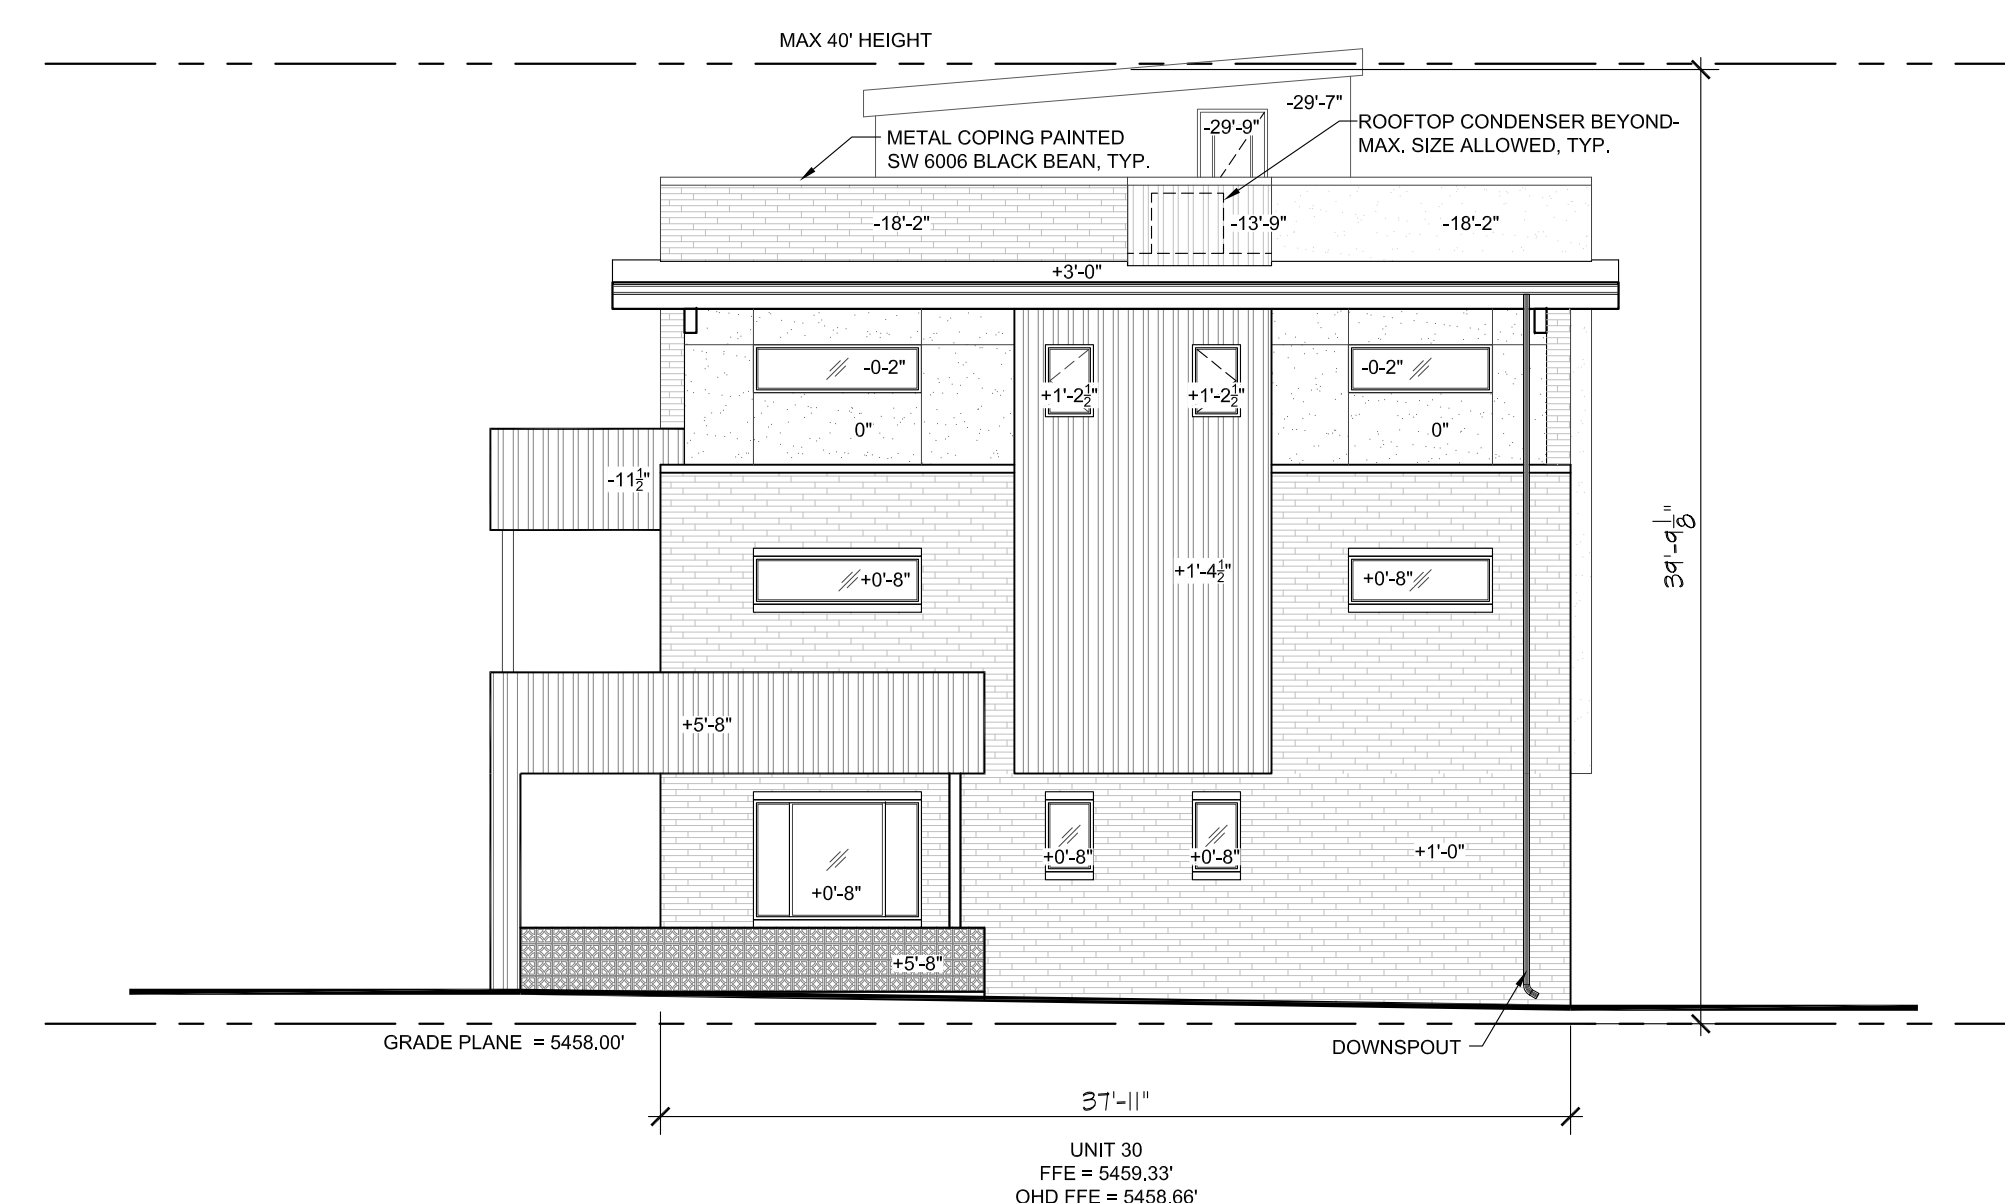 MAX 40' HEIGHT
-29'-7"
METAL COPING PAINTED
SW 6006 BLACK BEAN, TYP.
-29'-9"
ROOFTOP CONDENSER BEYOND-
MAX. SIZE ALLOWED, TYP.
-18'-2"
-13'-9"
-18'-2"
+3'-0"
-0-2"
-0-2"
+1'-2½"
+1'-2½"
0"
0"
-11½"
39'-9⅛"
+0'-8"
+1'-4½"
+0'-8"
+5'-8"
+0'-8"
+0'-8"
+0'-8"
+1'-0"
+5'-8"
GRADE PLANE = 5458.00'
DOWNSPOUT
37'-11"
UNIT 30
FFE = 5459.33'
OHD FFE = 5458.66'